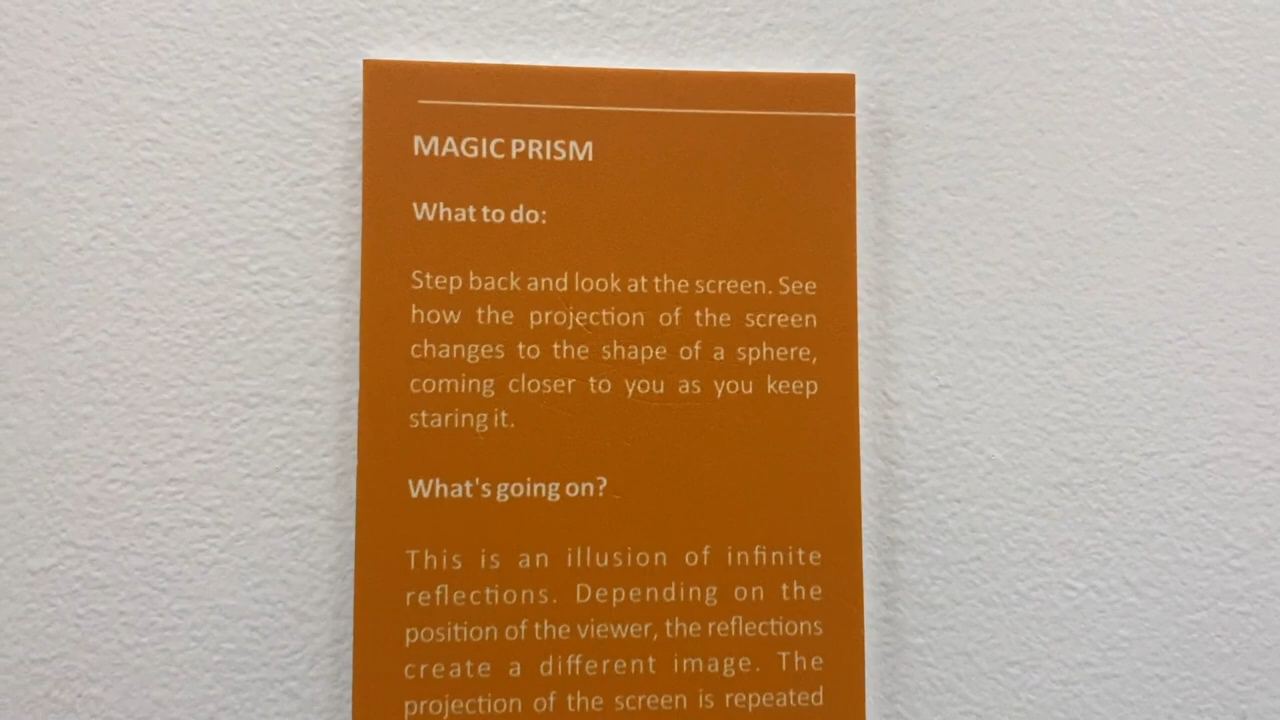 MAGIC PRISM
What to do:
Step back and look at the screen. See
how the projection of the screen
changes to the shape of a sphere,
coming closer to you as you keep
staring it.
What's going on?
This is an illusion of infinite
reflections. Depending on the
position of the viewer, the reflections
create a different image. The
projection of the screen is repeated